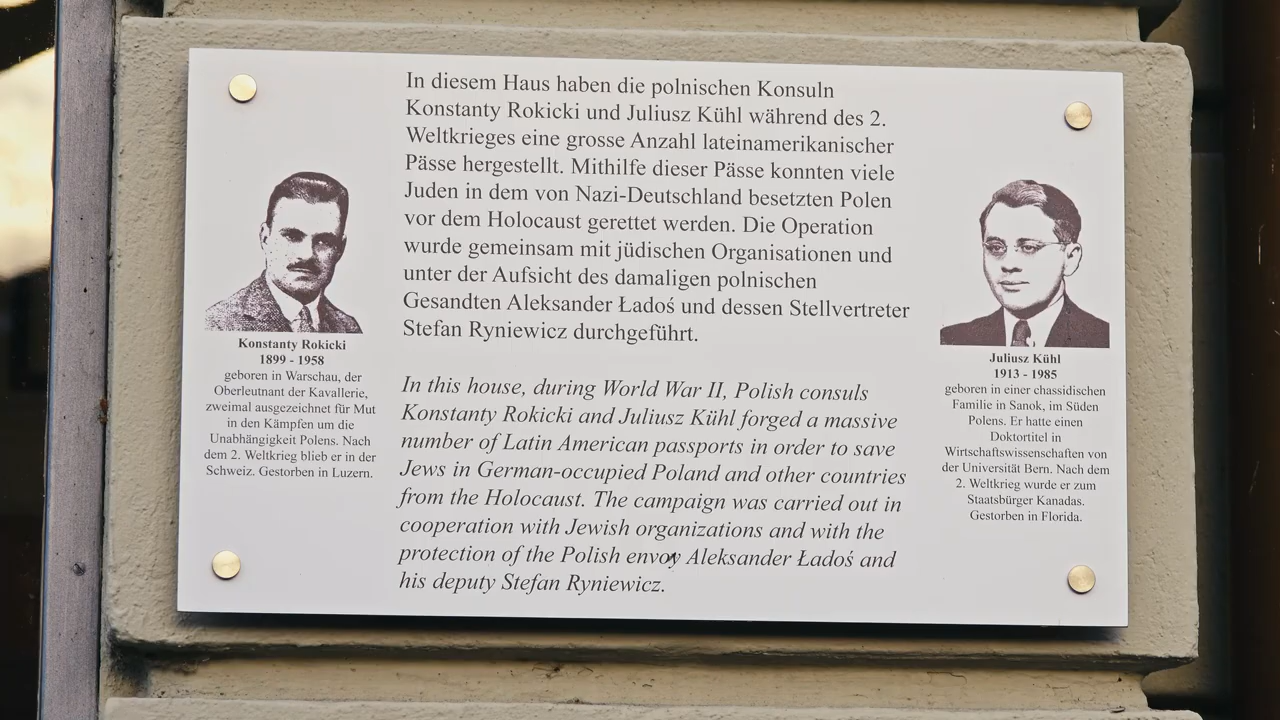 In diesem Haus haben die polnischen Konsuln
Konstanty Rokicki und Juliusz Kühl während des 2.
Weltkrieges eine grosse Anzahl lateinamerikanischer
Pässe hergestellt. Mithilfe dieser Pässe konnten viele
Juden in dem von Nazi-Deutschland besetzten Polen
vor dem Holocaust gerettet werden. Die Operation
wurde gemeinsam mit jüdischen Organisationen und
unter der Aufsicht des damaligen polnischen
Gesandten Aleksander Ładoś und dessen Stellvertreter
Stefan Ryniewicz durchgeführt.
In this house, during World War II, Polish consuls
Konstanty Rokicki and Juliusz Kühl forged a massive
number of Latin American passports in order to save
Jews in German-occupied Poland and other countries
from the Holocaust. The campaign was carried out in
cooperation with Jewish organizations and with the
protection of the Polish envoy Aleksander Ładoś and
his deputy Stefan Ryniewicz.
Konstanty Rokicki
1899 - 1958
geboren in Warschau, der
Oberleutnant der Kavallerie,
zweimal ausgezeichnet für Mut
in den Kämpfen um die
Unabhängigkeit Polens. Nach
dem 2. Weltkrieg blieb er in der
Schweiz. Gestorben in Luzern.
Juliusz Kühl
1913 - 1985
geboren in einer chassidischen
Familie in Sanok, im Süden
Polens. Er hatte einen
Doktortitel in
Wirtschaftswissenschaften von
der Universität Bern. Nach dem
2. Weltkrieg wurde er zum
Staatsbürger Kanadas.
Gestorben in Florida.